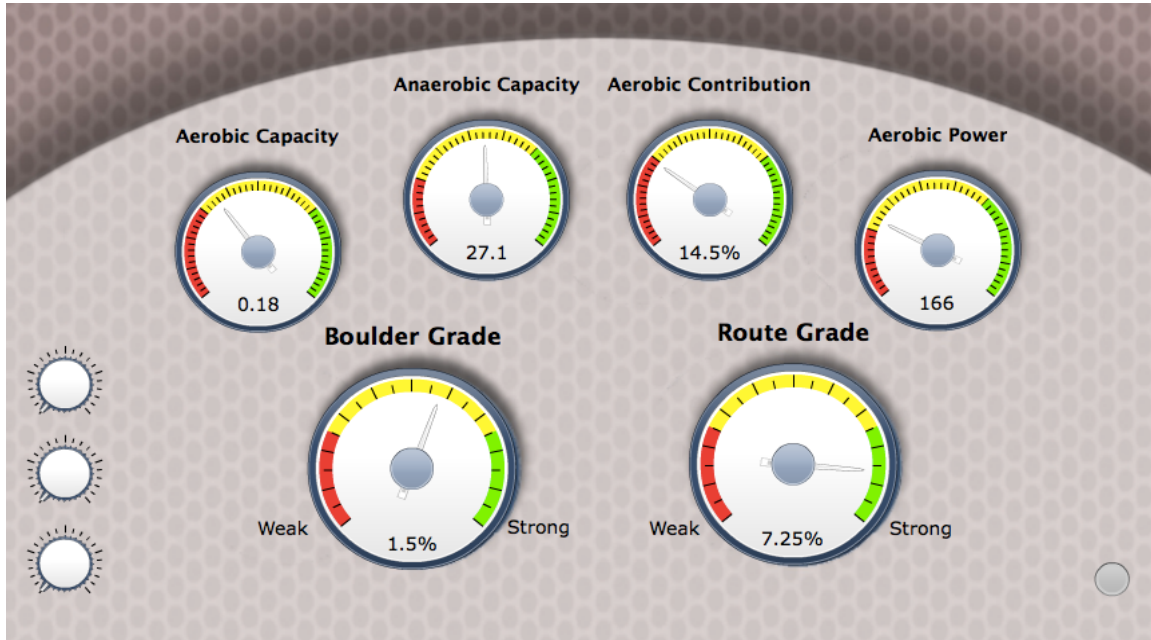 Anaerobic Capacity
Aerobic Contribution
Aerobic Capacity
Aerobic Power
27.1
14.5%
0.18
166
Boulder Grade
Route Grade
Weak
Strong
1.5%
Weak
Strong
7.25%